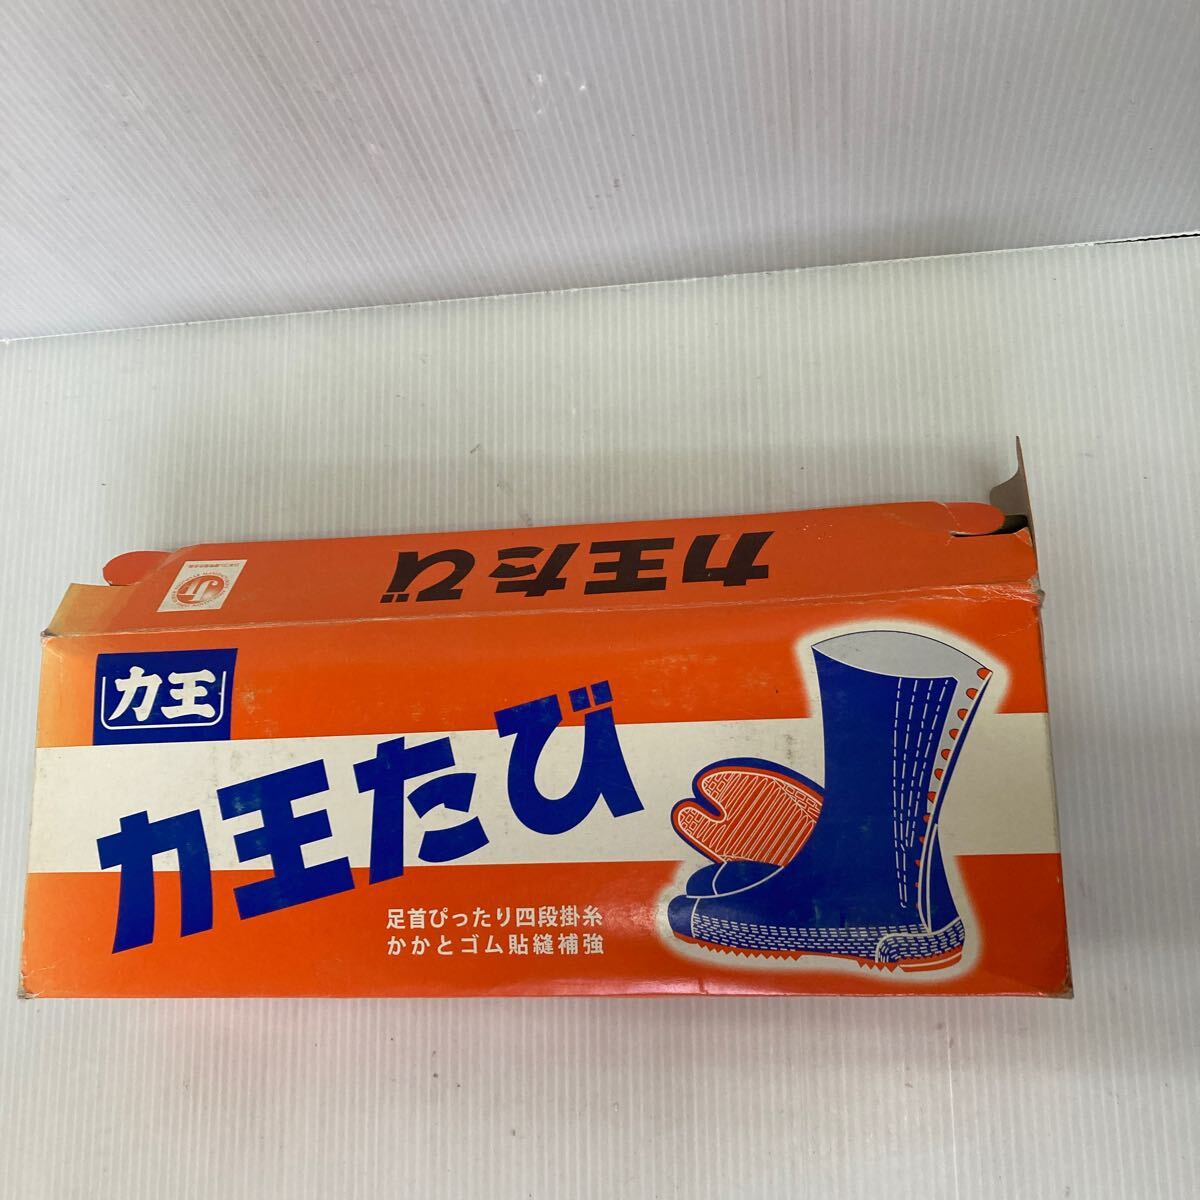 力王たび
力王
力王たび
足首ぴったり四段掛糸
かかとゴム貼縫補強